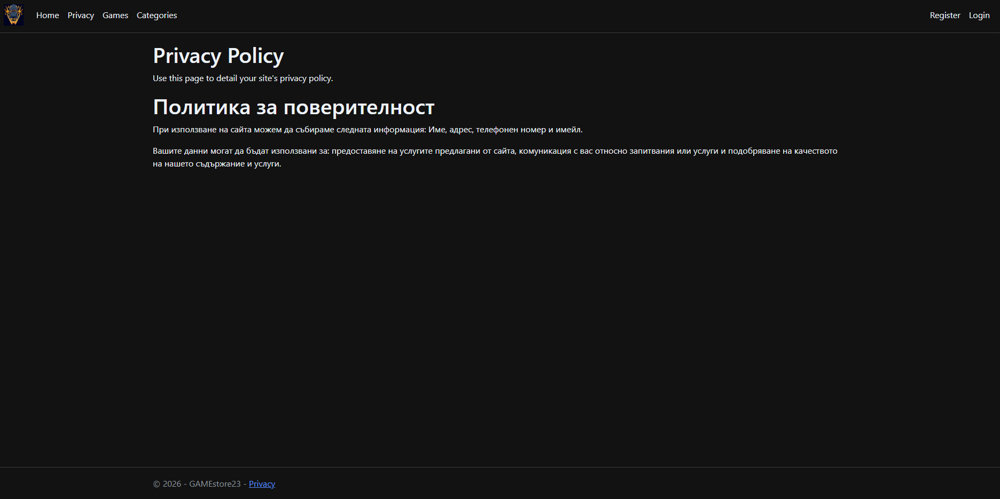 Home Privacy Games Categories Register Login
Privacy Policy
Use this page to detail your site's privacy policy.
Политика за поверителност
При използване на сайта можем да събираме следната информация: Име, адрес, телефонен номер и имейл.
Вашите данни могат да бъдат използвани за: предоставяне на услугите предлагани от сайта, комуникация с вас относно запитвания или услуги и подобряване на качеството
на нашето съдържание и услуги.
© 2026 - GAMEstore23 - Privacy